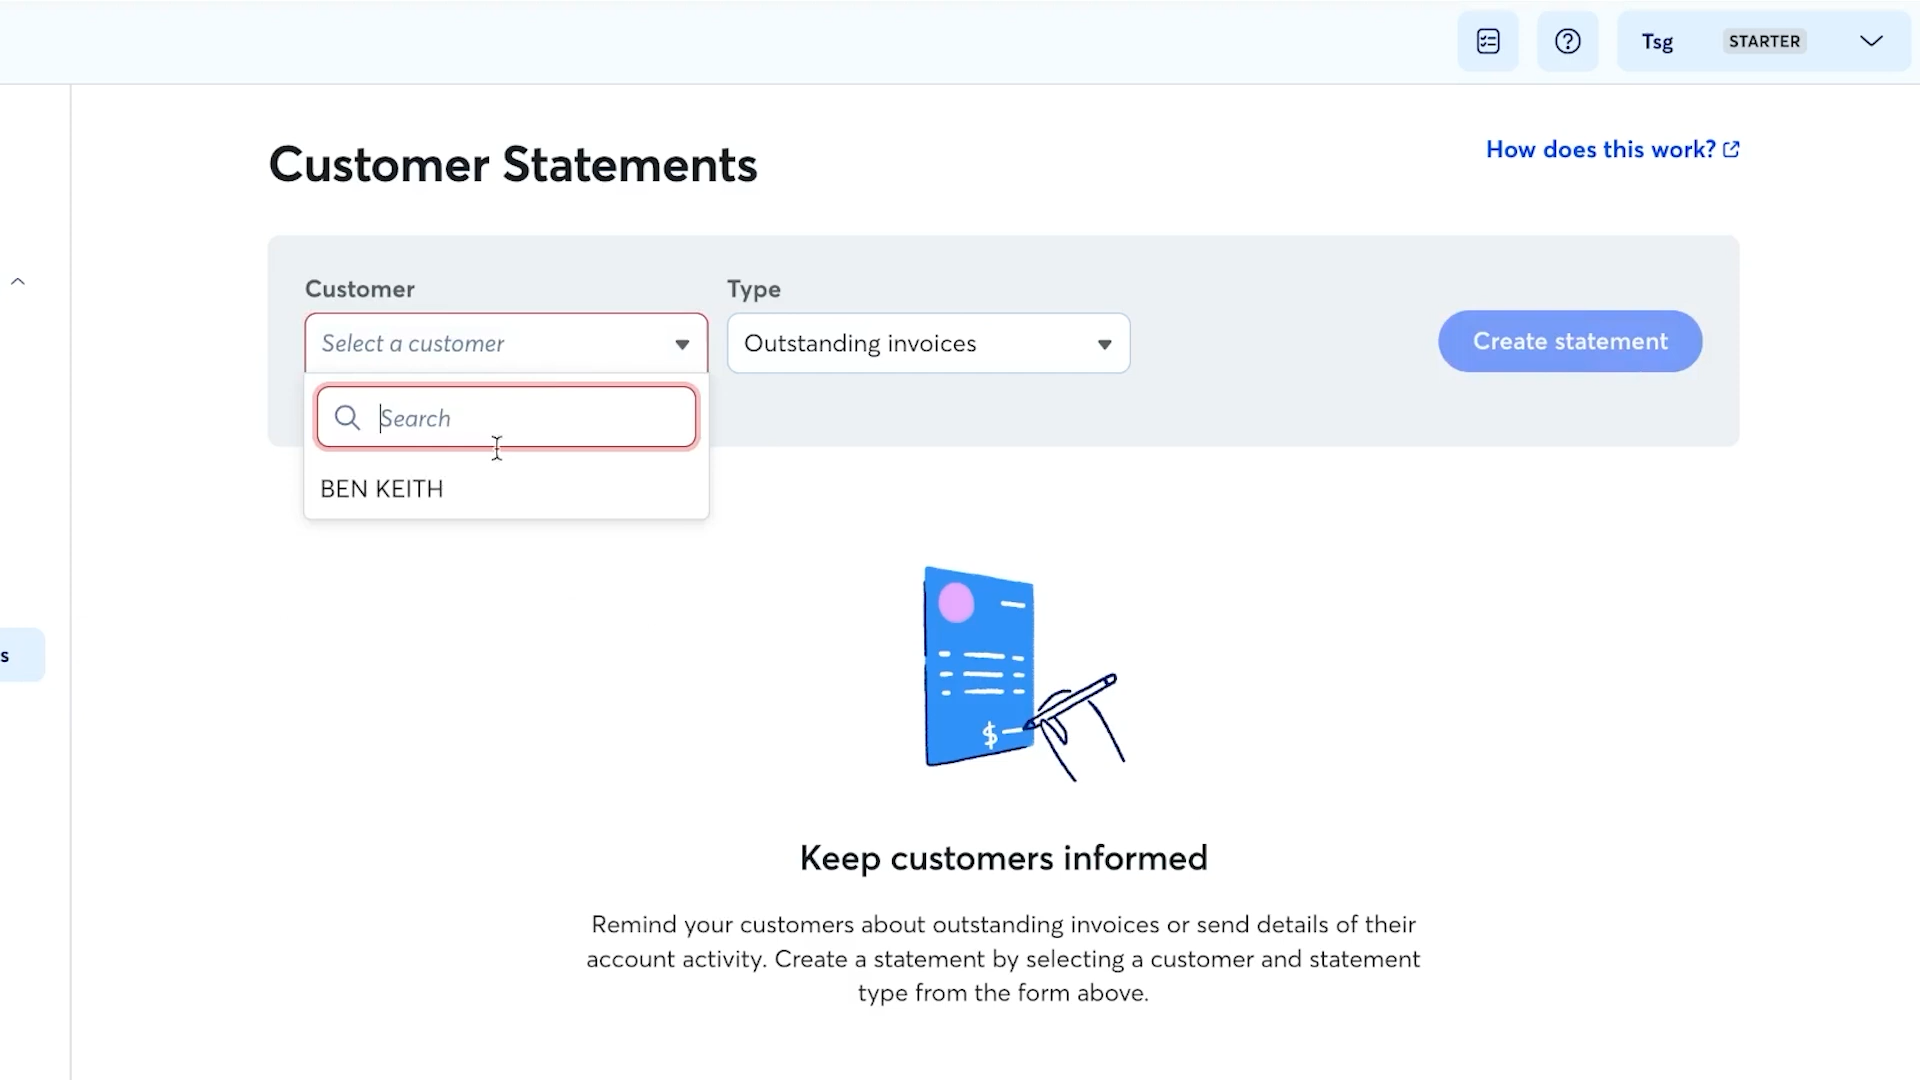 Tsg STARTER
Customer Statements
How does this work?
Customer Type
Select a customer
Outstanding invoices
Create statement
Search
BEN KEITH
s
$
Keep customers informed
Remind your customers about outstanding invoices or send details of their
account activity. Create a statement by selecting a customer and statement
type from the form above.